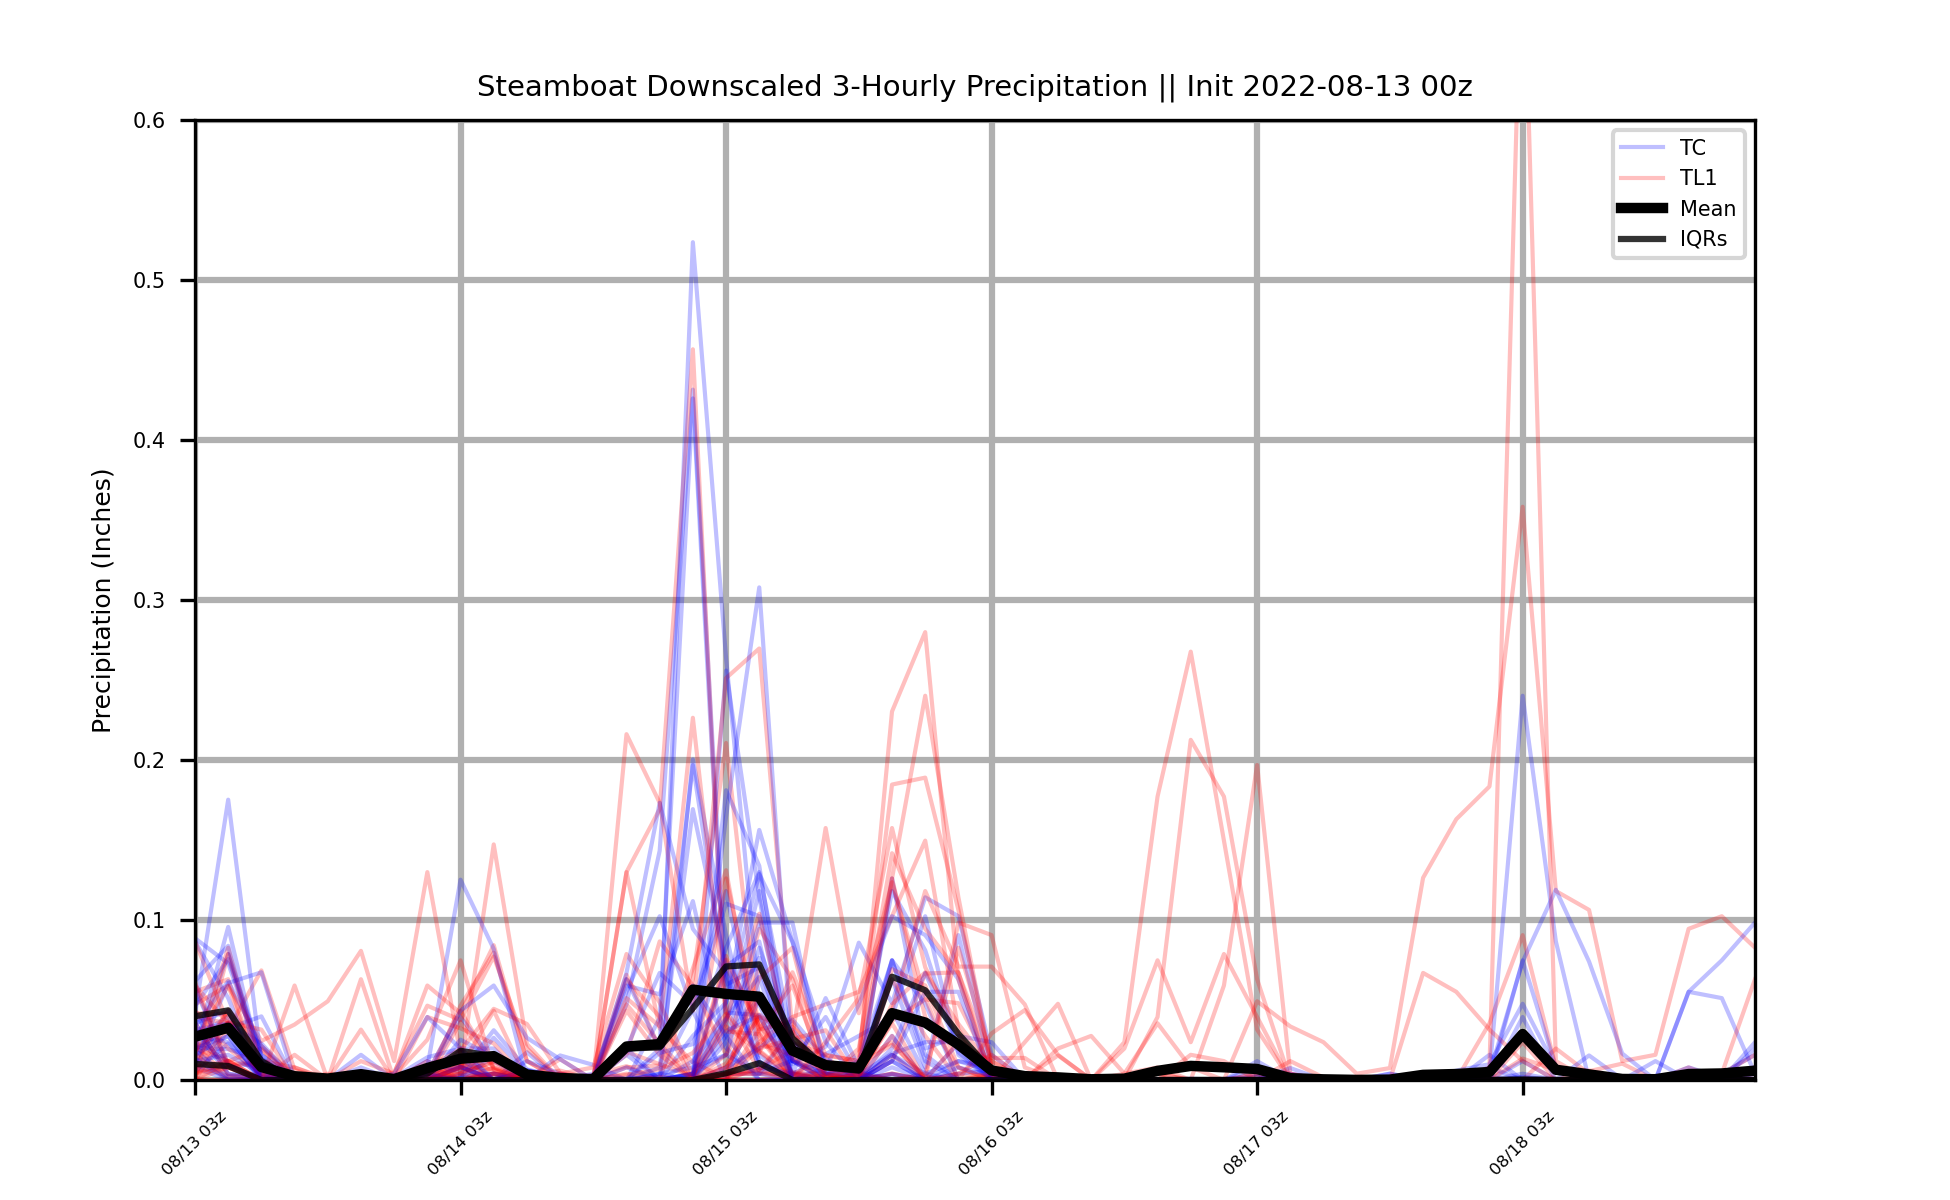 Steamboat Downscaled 3-Hourly Precipitation || Init 2022-08-13 00z
0.6
0.5
0.4
0.3
0.2
0.1
0.0
Precipitation (Inches)
TC
TL1
Mean
IQRs
08/13 03z
08/14 03z
08/15 03z
08/16 03z
08/17 03z
08/18 03z